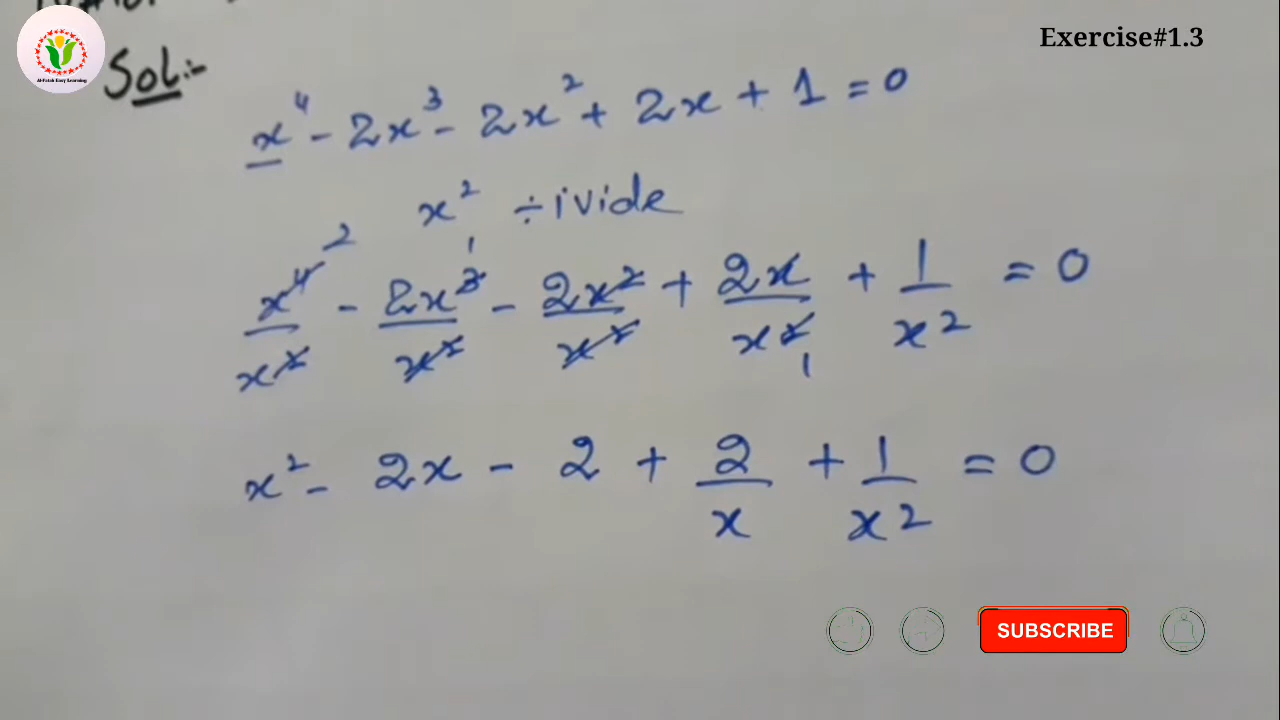 Exercise#1.3
Sol:-
x⁴ - 2x³ - 2x² + 2x + 1 = 0
x² ÷ivide
x⁴/x² - 2x³/x² - 2x²/x² + 2x/x² + 1/x² = 0
x² - 2x - 2 + 2/x + 1/x² = 0
SUBSCRIBE